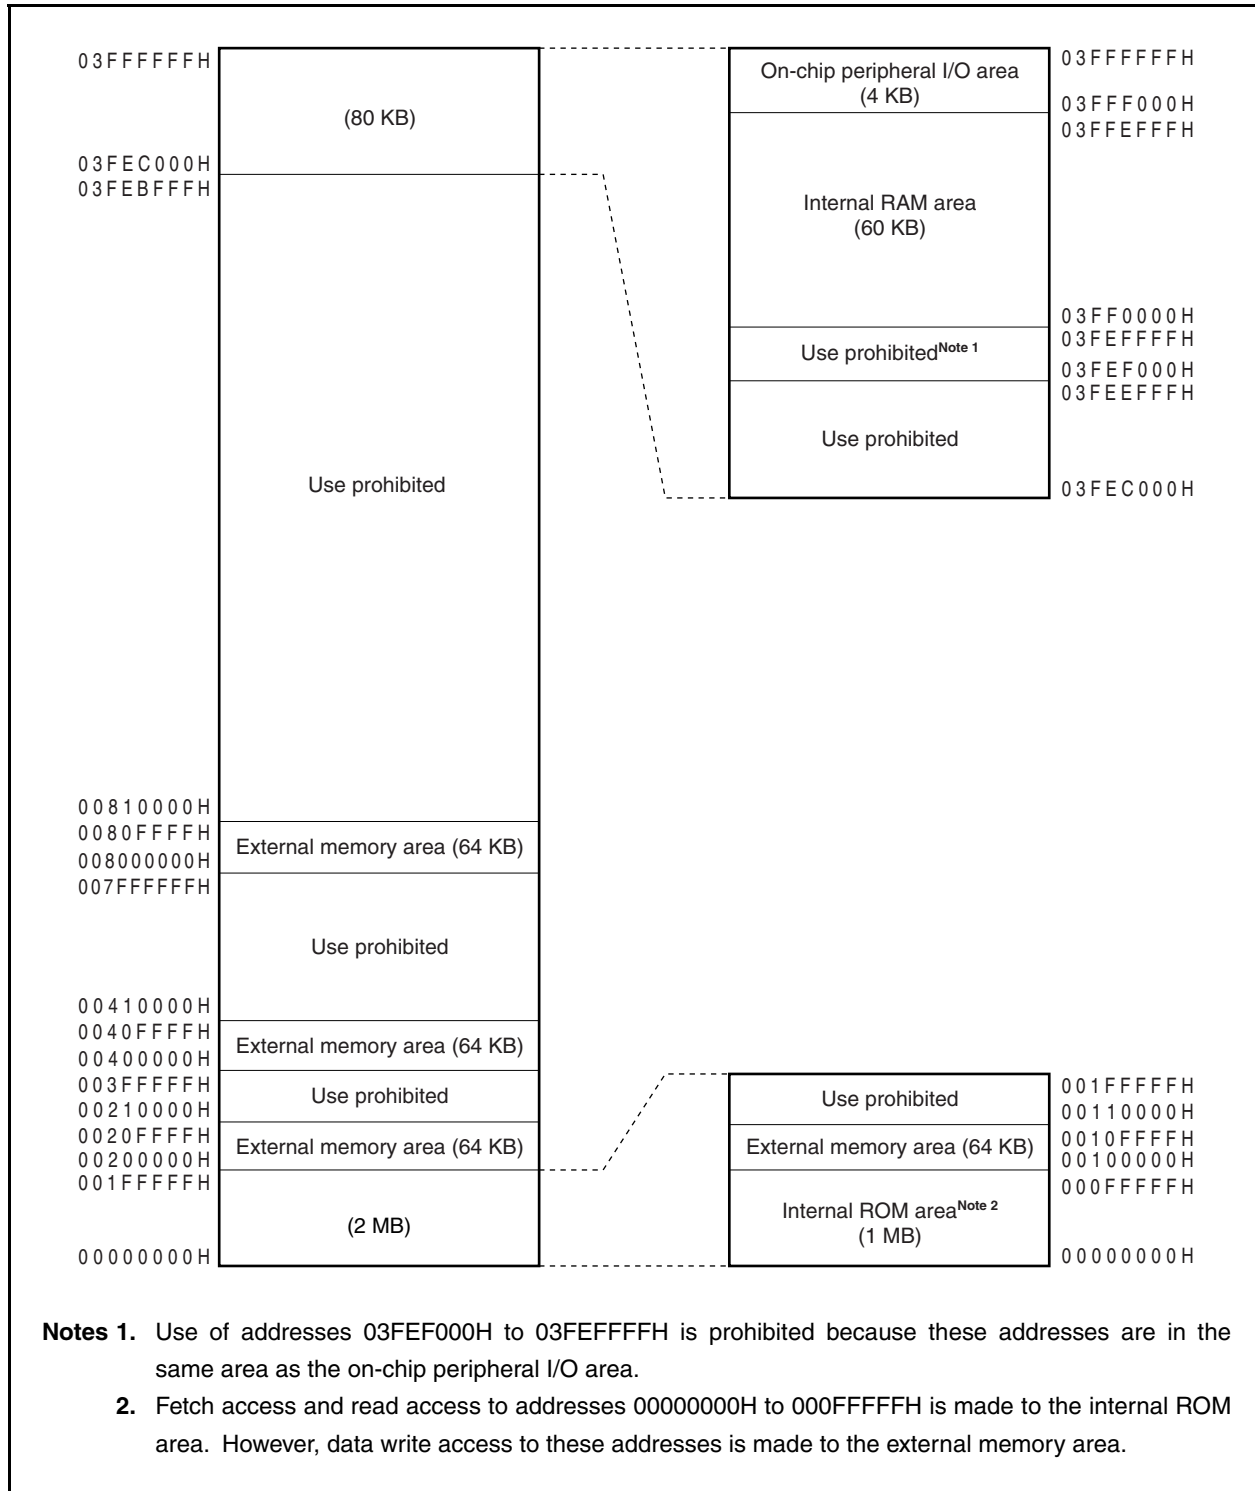 03FFFFFFH
(80 KB)
03FEC000H
03FEBFFFH
Use prohibited
00810000H
0080FFFFH
External memory area (64 KB)
008000000H
007FFFFFFH
Use prohibited
00410000H
0040FFFFH
External memory area (64 KB)
00400000H
003FFFFFH
Use prohibited
00210000H
0020FFFFH
External memory area (64 KB)
00200000H
001FFFFFH
(2 MB)
00000000H
On-chip peripheral I/O area
(4 KB)
03FFFFFFH
03FFF000H
03FFEFFFH
Internal RAM area
(60 KB)
03FF0000H
03FEFFFFH
Use prohibitedNote 1
03FEF000H
03FEEFFFH
Use prohibited
03FEC000H
001FFFFFH
Use prohibited
00110000H
0010FFFFH
External memory area (64 KB)
00100000H
000FFFFFH
Internal ROM areaNote 2
(1 MB)
00000000H
Notes 1. Use of addresses 03FEF000H to 03FEFFFFH is prohibited because these addresses are in the
same area as the on-chip peripheral I/O area.
2. Fetch access and read access to addresses 00000000H to 000FFFFFH is made to the internal ROM
area. However, data write access to these addresses is made to the external memory area.